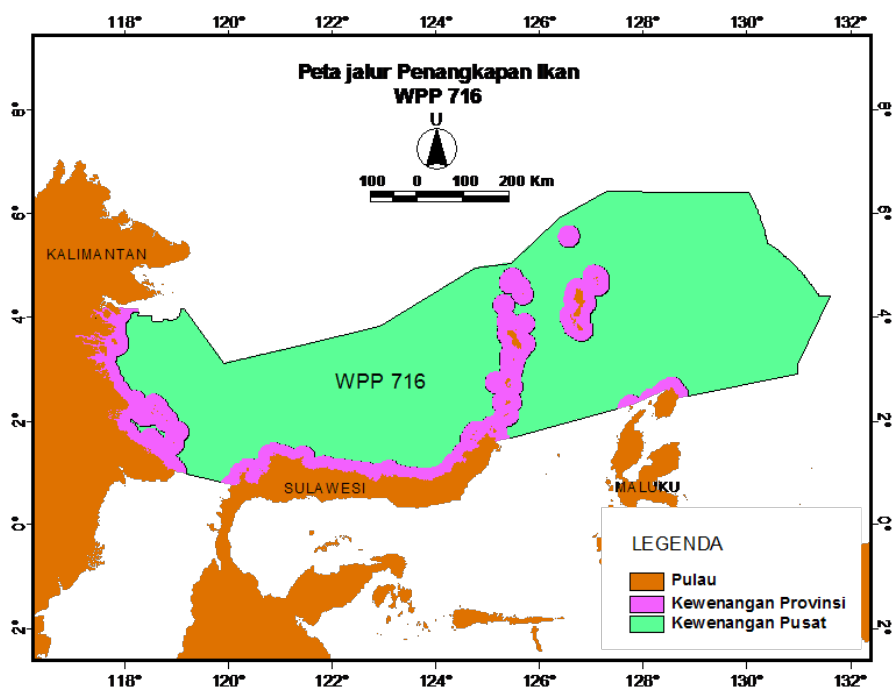 118° 120° 122° 124° 126° 128° 130° 132°
Peta jalur Penangkapan Ikan
WPP 716
U
100 0 100 200 Km
8° 8°
6° 6°
KALIMANTAN
4° 4°
WPP 716
2° 2°
SULAWESI
MALUKU
0° 0°
LEGENDA
Pulau
Kewenangan Provinsi
Kewenangan Pusat
2° 2°
118° 120° 122° 124° 126° 128° 130° 132°